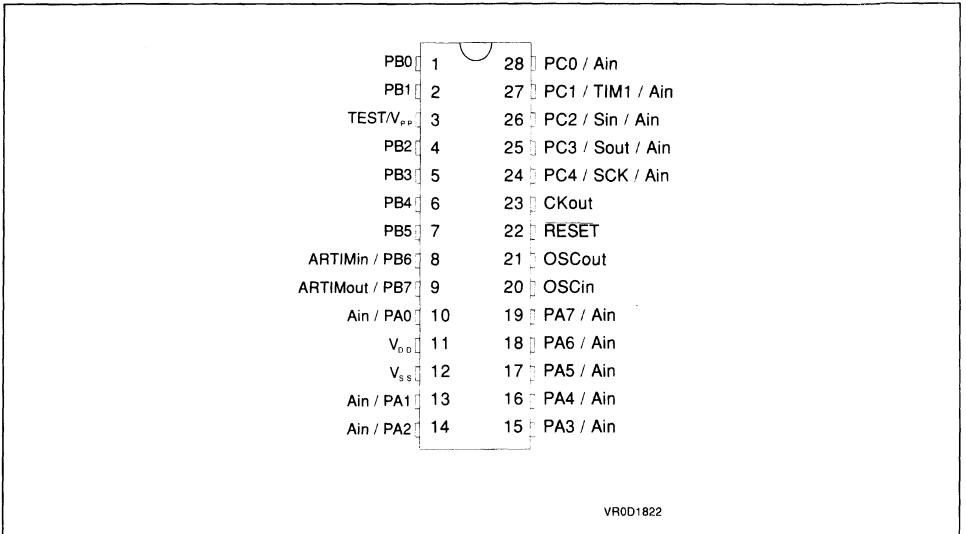 PB0 1 28 PC0 / Ain
PB1 2 27 PC1 / TIM1 / Ain
TEST/VPP 3 26 PC2 / Sin / Ain
PB2 4 25 PC3 / Sout / Ain
PB3 5 24 PC4 / SCK / Ain
PB4 6 23 CKout
PB5 7 22 RESET
ARTIMin / PB6 8 21 OSCout
ARTIMout / PB7 9 20 OSCin
Ain / PA0 10 19 PA7 / Ain
VDD 11 18 PA6 / Ain
VSS 12 17 PA5 / Ain
Ain / PA1 13 16 PA4 / Ain
Ain / PA2 14 15 PA3 / Ain
VR0D1822